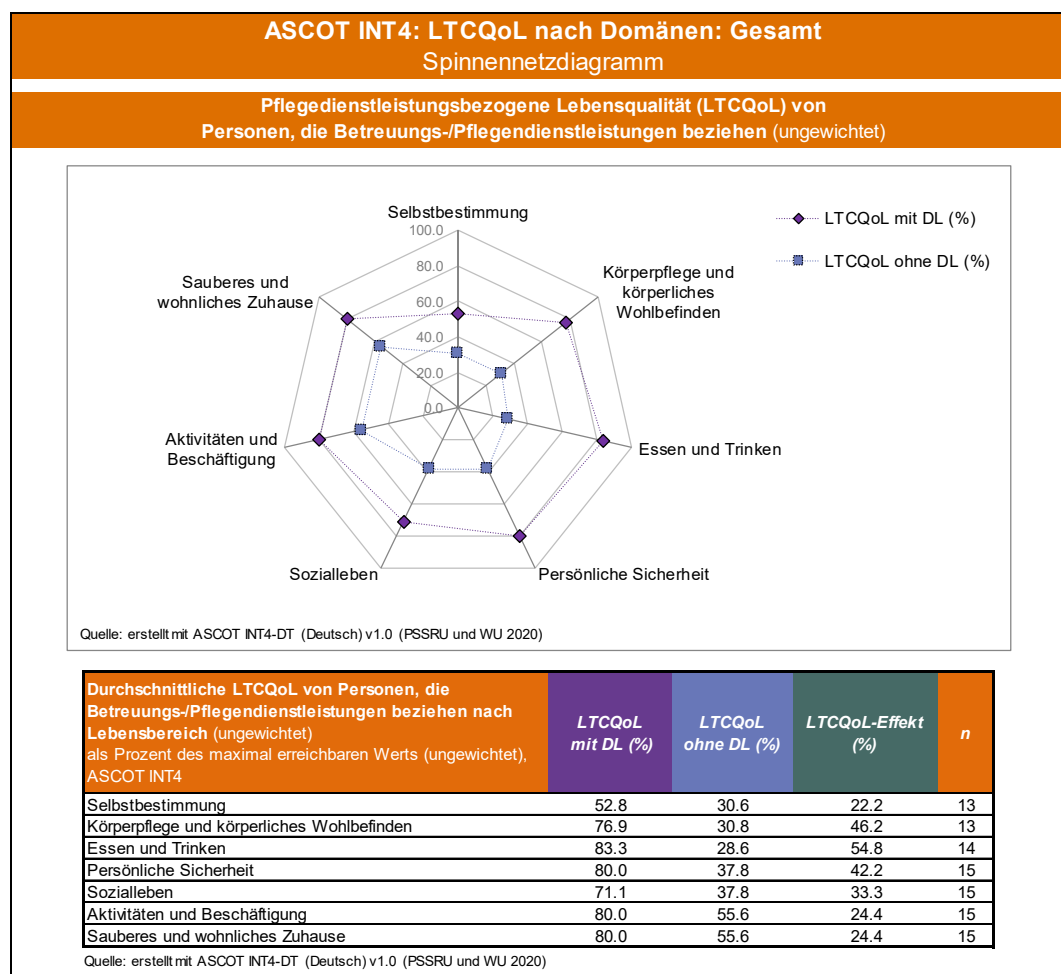 ASCOT INT4: LTCQoL nach Domänen: Gesamt
Spinnennetzdiagramm
Pflegedienstleistungsbezogene Lebensqualität (LTCQoL) von
Personen, die Betreuungs-/Pflegendienstleistungen beziehen (ungewichtet)
Selbstbestimmung
100.0
80.0
60.0
40.0
20.0
0.0
Körperpflege und
körperliches
Wohlbefinden
Essen und Trinken
Persönliche Sicherheit
Sozialleben
Aktivitäten und
Beschäftigung
Sauberes und
wohnliches Zuhause
LTCQoL mit DL (%)
LTCQoL ohne DL (%)
Quelle: erstellt mit ASCOT INT4-DT (Deutsch) v1.0 (PSSRU und WU 2020)
Durchschnittliche LTCQoL von Personen, die
Betreuungs-/Pflegendienstleistungen beziehen nach
Lebensbereich (ungewichtet)
als Prozent des maximal erreichbaren Werts (ungewichtet),
ASCOT INT4
LTCQoL
mit DL (%)
LTCQoL
ohne DL (%)
LTCQoL-Effekt
(%)
n
Selbstbestimmung 52.8 30.6 22.2 13
Körperpflege und körperliches Wohlbefinden 76.9 30.8 46.2 13
Essen und Trinken 83.3 28.6 54.8 14
Persönliche Sicherheit 80.0 37.8 42.2 15
Sozialleben 71.1 37.8 33.3 15
Aktivitäten und Beschäftigung 80.0 55.6 24.4 15
Sauberes und wohnliches Zuhause 80.0 55.6 24.4 15
Quelle: erstellt mit ASCOT INT4-DT (Deutsch) v1.0 (PSSRU und WU 2020)